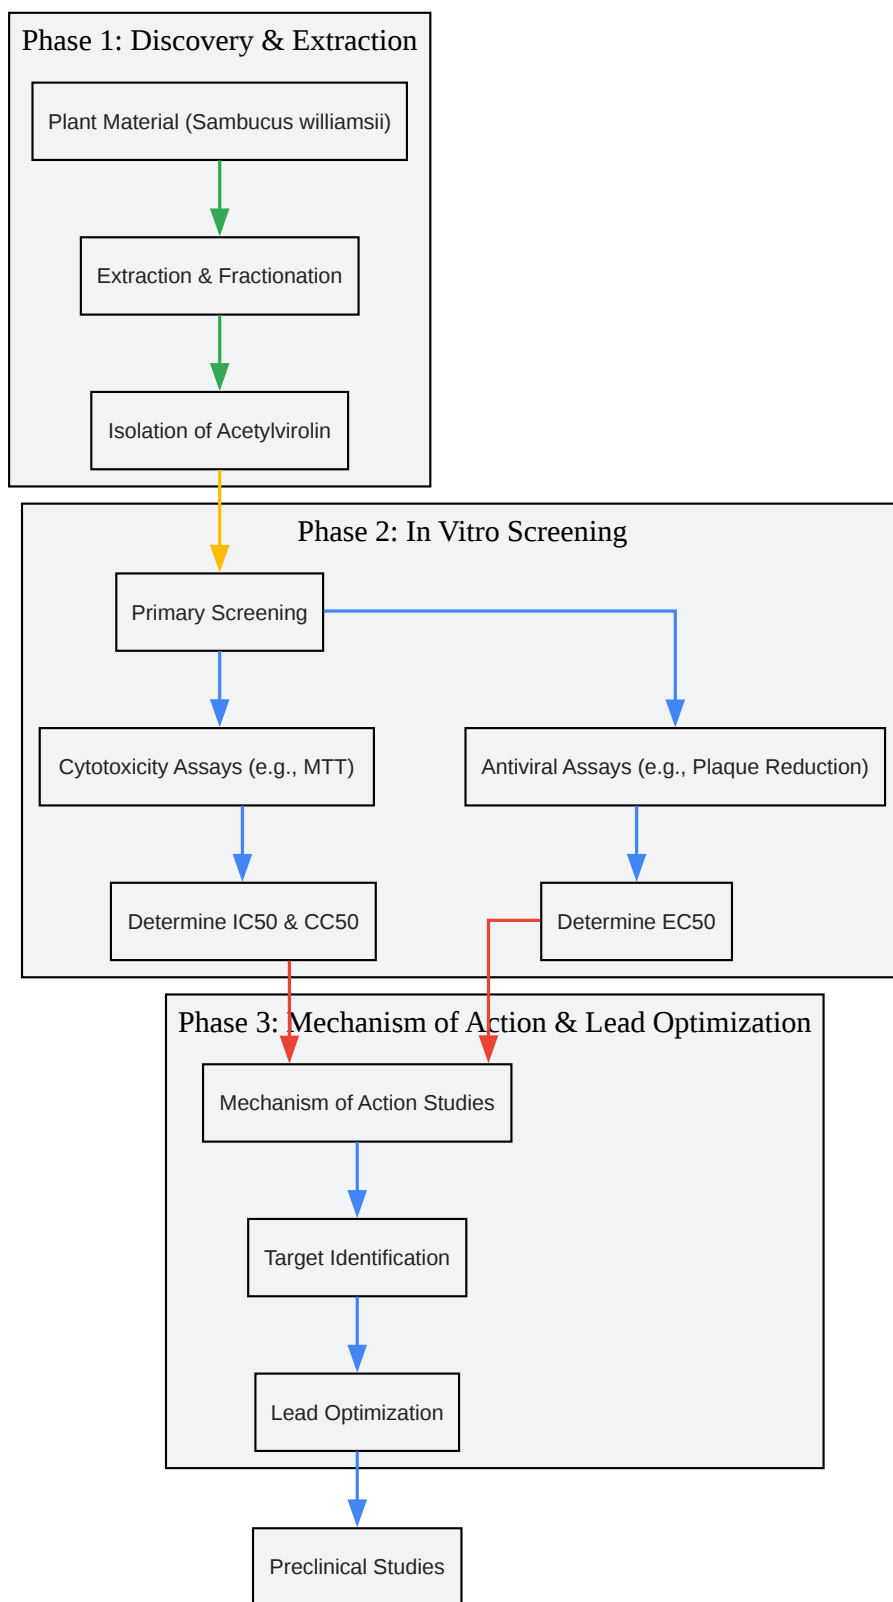 Phase 1: Discovery & Extraction
Plant Material (Sambucus williamsii)
Extraction & Fractionation
Isolation of Acetylvirolin
Phase 2: In Vitro Screening
Primary Screening
Cytotoxicity Assays (e.g., MTT)
Antiviral Assays (e.g., Plaque Reduction)
Determine IC50 & CC50
Determine EC50
Phase 3: Mechanism of Action & Lead Optimization
Mechanism of Action Studies
Target Identification
Lead Optimization
Preclinical Studies